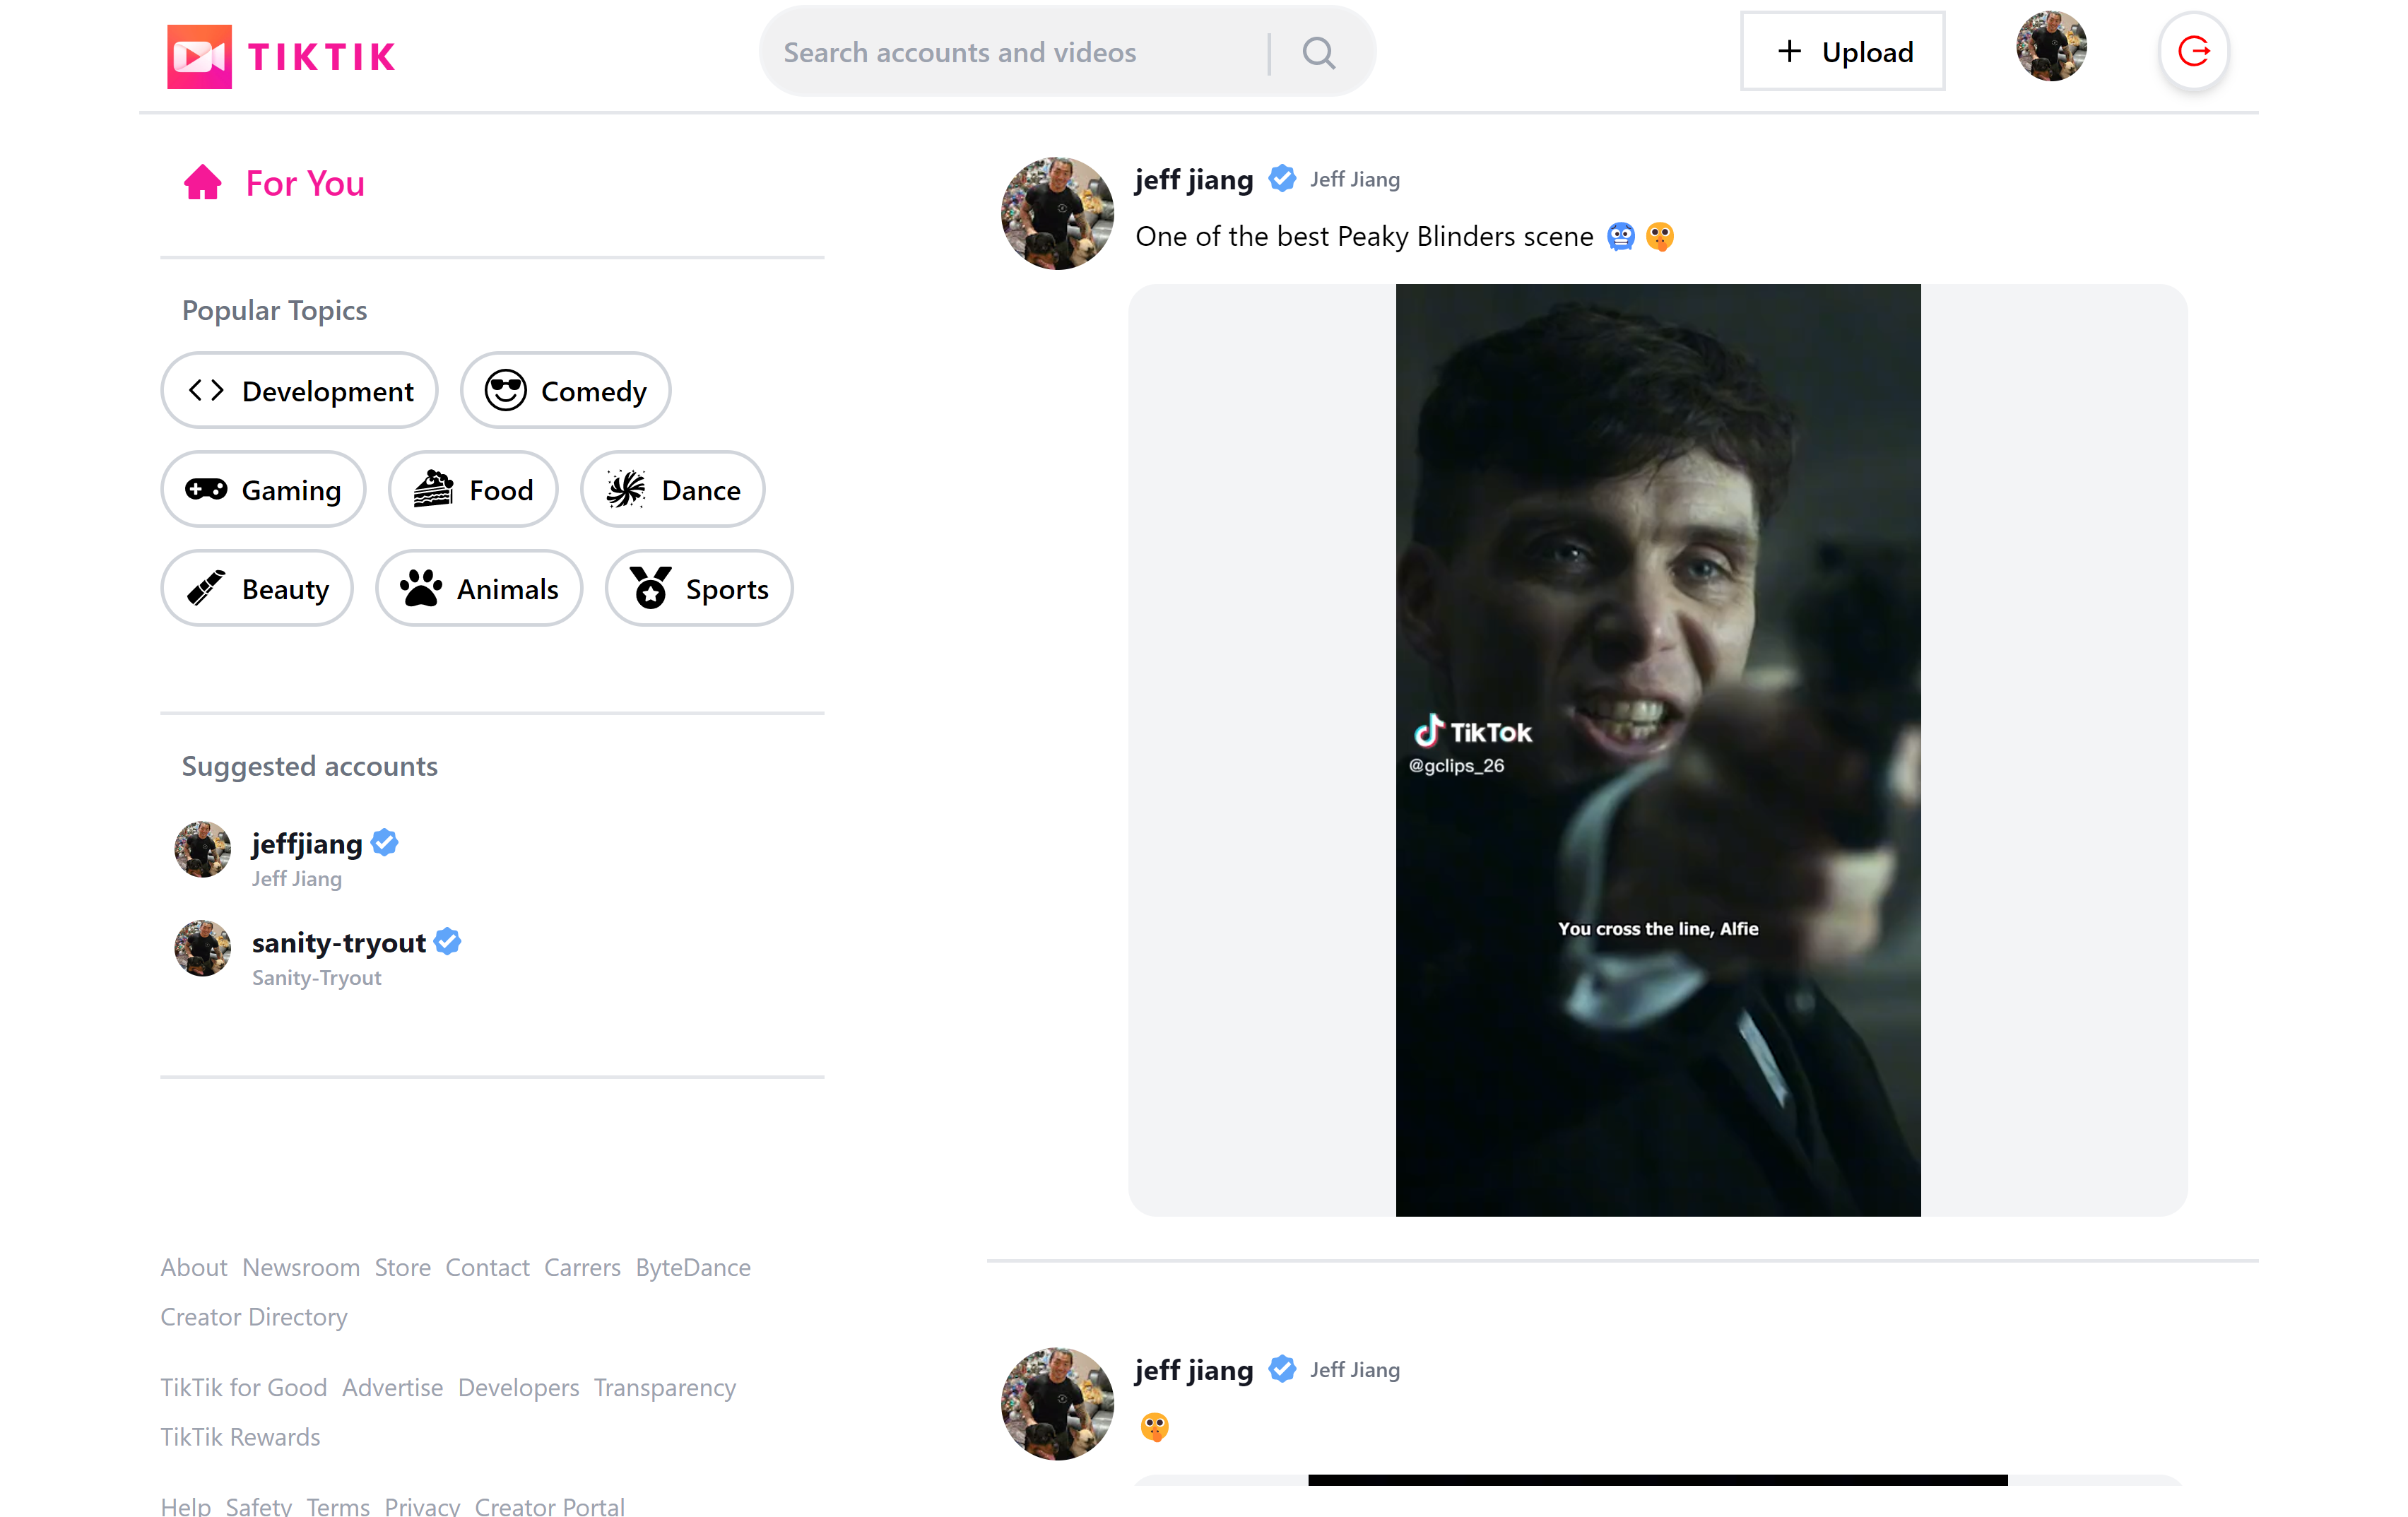 TIKTIK
Search accounts and videos
Upload
For You
Popular Topics
Development
Comedy
Gaming
Food
Dance
Beauty
Animals
Sports
Suggested accounts
jeffjiang
Jeff Jiang
sanity-tryout
Sanity-Tryout
About Newsroom Store Contact Carrers ByteDance
Creator Directory
TikTik for Good Advertise Developers Transparency
TikTik Rewards
Help Safety Terms Privacy Creator Portal
jeff jiang Jeff Jiang
One of the best Peaky Blinders scene 🥶 🤫
TikTok
@gclips_26
You cross the line, Alfie
jeff jiang Jeff Jiang
🤫